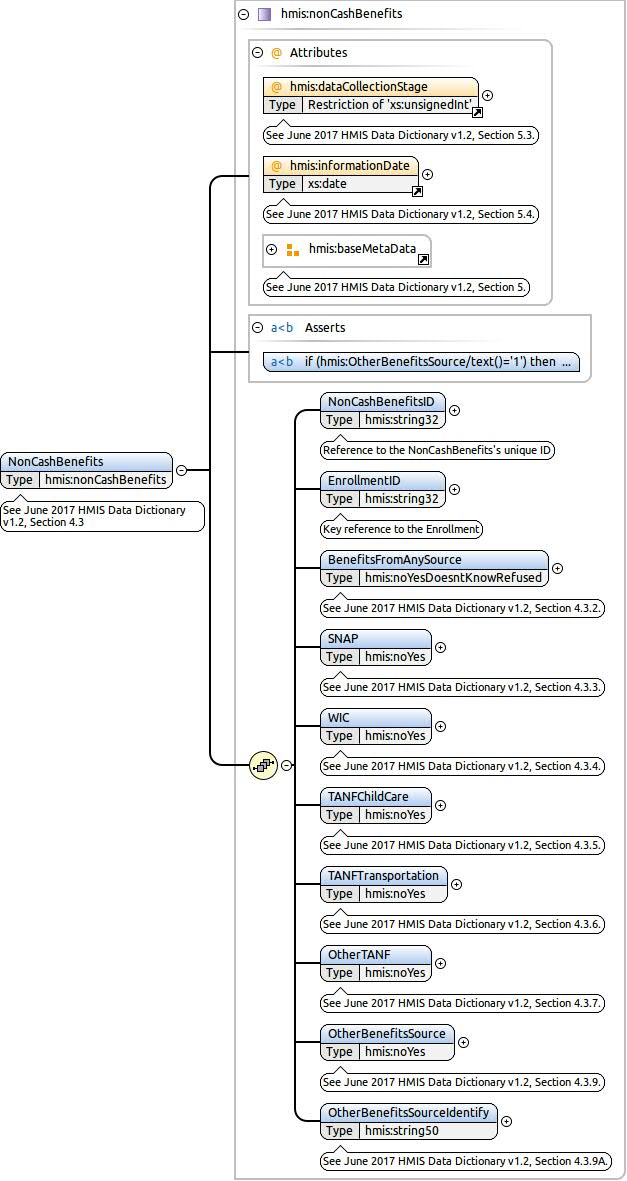 hmis:nonCashBenefits
@ Attributes
@ hmis:dataCollectionStage
Type Restriction of 'xs:unsignedInt'
See June 2017 HMIS Data Dictionary v1.2, Section 5.3.
@ hmis:informationDate
Type xs:date
See June 2017 HMIS Data Dictionary v1.2, Section 5.4.
hmis:baseMetaData
See June 2017 HMIS Data Dictionary v1.2, Section 5.
a<b Asserts
a<b if (hmis:OtherBenefitsSource/text()='1') then ...
NonCashBenefits
Type hmis:nonCashBenefits
See June 2017 HMIS Data Dictionary
v1.2, Section 4.3
NonCashBenefitsID
Type hmis:string32
Reference to the NonCashBenefits's unique ID
EnrollmentID
Type hmis:string32
Key reference to the Enrollment
BenefitsFromAnySource
Type hmis:noYesDoesntKnowRefused
See June 2017 HMIS Data Dictionary v1.2, Section 4.3.2.
SNAP
Type hmis:noYes
See June 2017 HMIS Data Dictionary v1.2, Section 4.3.3.
WIC
Type hmis:noYes
See June 2017 HMIS Data Dictionary v1.2, Section 4.3.4.
TANFChildCare
Type hmis:noYes
See June 2017 HMIS Data Dictionary v1.2, Section 4.3.5.
TANFTransportation
Type hmis:noYes
See June 2017 HMIS Data Dictionary v1.2, Section 4.3.6.
OtherTANF
Type hmis:noYes
See June 2017 HMIS Data Dictionary v1.2, Section 4.3.7.
OtherBenefitsSource
Type hmis:noYes
See June 2017 HMIS Data Dictionary v1.2, Section 4.3.9.
OtherBenefitsSourceIdentify
Type hmis:string50
See June 2017 HMIS Data Dictionary v1.2, Section 4.3.9A.